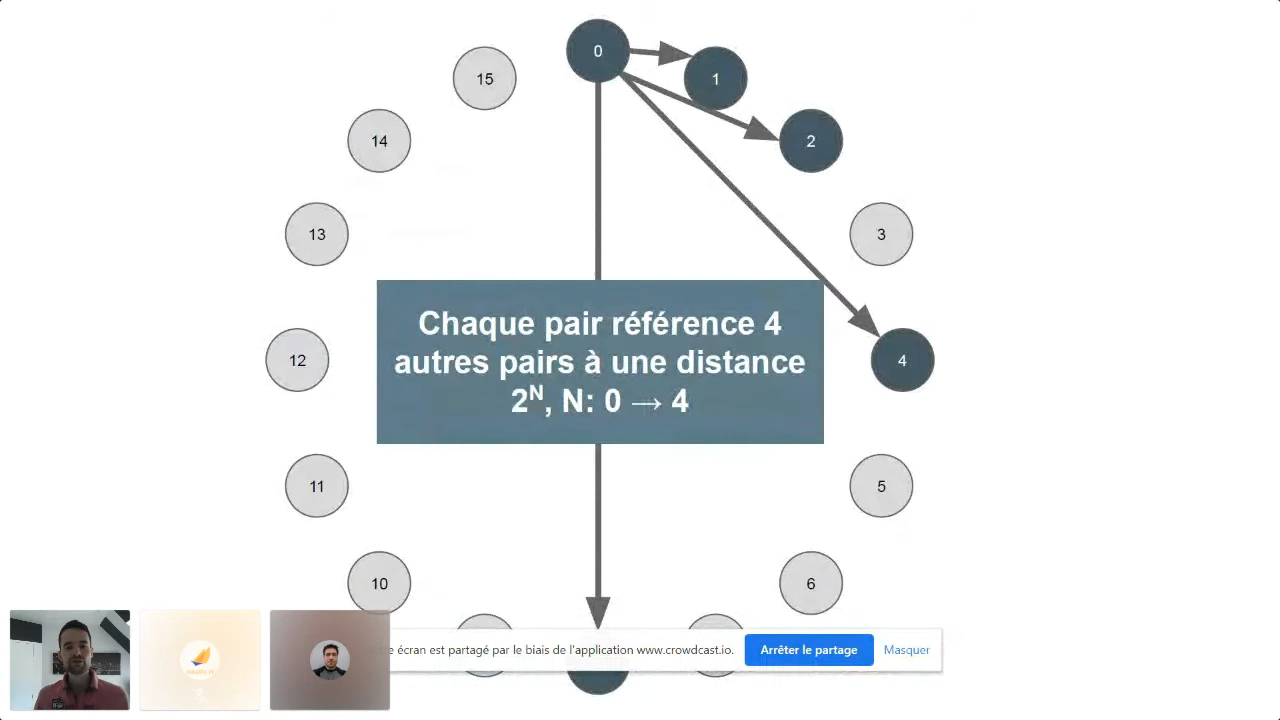 0
15
1
14
2
13
3
Chaque pair référence 4
autres pairs à une distance
2ᴺ, N: 0 → 4
12
4
11
5
10
6
écran est partagé par le biais de l'application www.crowdcast.io.
Arrêter le partage
Masquer